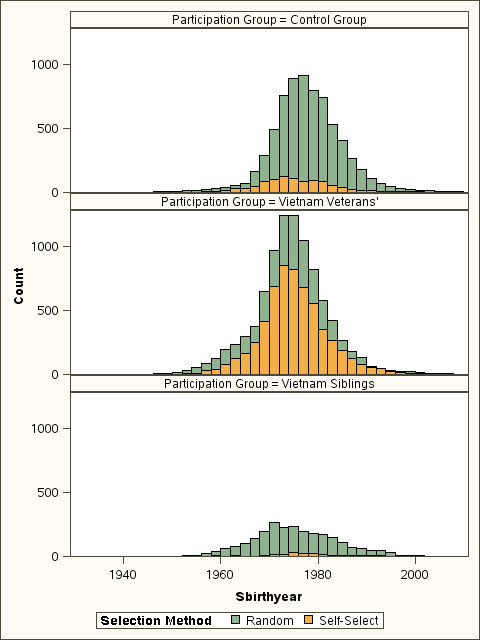 Participation Group = Control Group
1000
500
0
Participation Group = Vietnam Veterans'
1000
500
0
Count
Participation Group = Vietnam Siblings
1000
500
0
1940 1960 1980 2000
Sbirthyear
Selection Method Random Self-Select